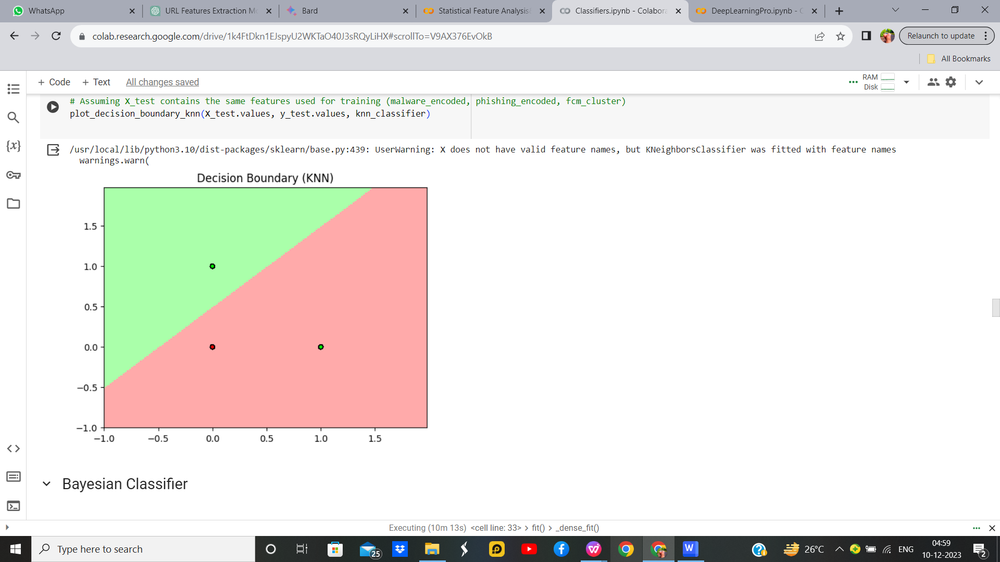 WhatsApp
URL Features Extraction M
Bard
Statistical Feature Analysis
Classifiers.ipynb - Colabora
DeepLearningPro.ipynb - C
colab.research.google.com/drive/1k4FtDkn1EJspyU2WKTaO40J3sRQyLiHX#scrollTo=V9AX376EvOkB
Relaunch to update
All Bookmarks
+ Code + Text All changes saved
RAM
Disk
# Assuming X_test contains the same features used for training (malware_encoded, phishing_encoded, fcm_cluster)
plot_decision_boundary_knn(X_test.values, y_test.values, knn_classifier)
{x}
/usr/local/lib/python3.10/dist-packages/sklearn/base.py:439: UserWarning: X does not have valid feature names, but KNeighborsClassifier was fitted with feature names
warnings.warn(
Decision Boundary (KNN)
1.5
1.0
0.5
0.0
−0.5
−1.0
−1.0 −0.5 0.0 0.5 1.0 1.5
Bayesian Classifier
Executing (10m 13s) <cell line: 33> > fit() > _dense_fit()
Type here to search
25
W
26°C
ENG
04:59
10-12-2023
2